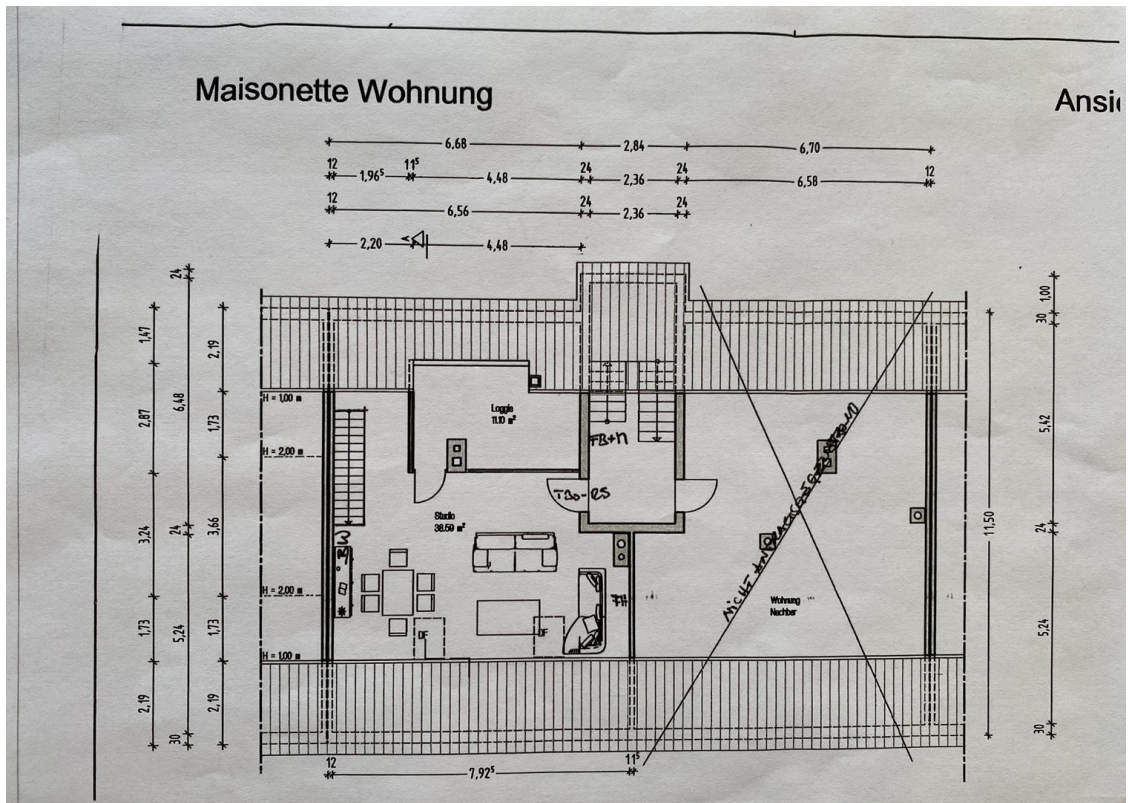 Maisonette Wohnung
Ansi
6,68 2,84 6,70
12 11⁵ 24 24 12
1,96⁵ 4,48 2,36 6,58
12 24 24
6,56 2,36
2,20 4,48
24
1,47
2,87
3,24
1,73
2,19
6,48
24
5,24
30
2,19
1,73
3,66
1,73
2,19
H = 1,00 m
H = 2,00 m
H = 2,00 m
H = 1,00 m
Loggia
11.10 m²
FB+M
TBo-RS
Studio
38.59 m²
BW
DF
DF
NICHT
Wohnung
Nachbar
11,50
1,00
30
5,42
24
5,24
30
12 11⁵
7,92⁵